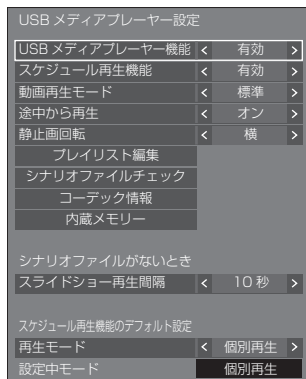 USB メディアプレーヤー設定
USB メディアプレーヤー機能 < 有効 >
スケジュール再生機能 < 有効 >
動画再生モード < 標準 >
途中から再生 < オン >
静止画回転 < 横 >
プレイリスト編集
シナリオファイルチェック
コーデック情報
内蔵メモリー
シナリオファイルがないとき
スライドショー再生間隔 < 10 秒 >
スケジュール再生機能のデフォルト設定
再生モード < 個別再生 >
設定中モード 個別再生